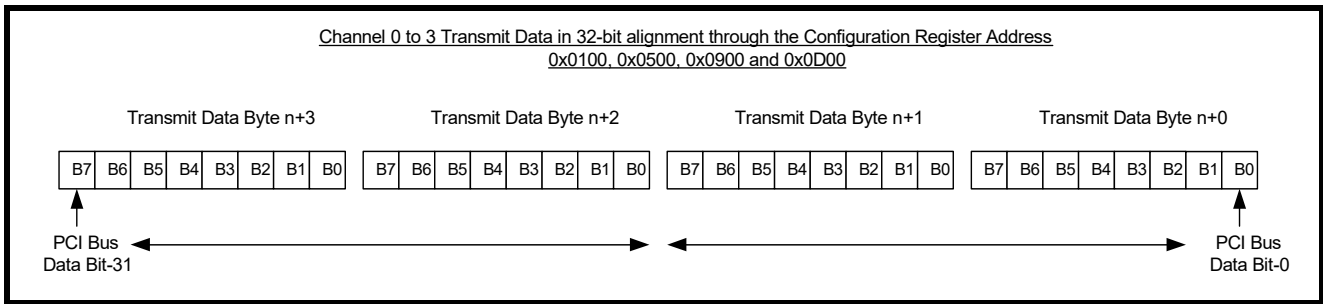 Channel 0 to 3 Transmit Data in 32-bit alignment through the Configuration Register Address
0x0100, 0x0500, 0x0900 and 0x0D00
Transmit Data Byte n+3 Transmit Data Byte n+2 Transmit Data Byte n+1 Transmit Data Byte n+0
B7 B6 B5 B4 B3 B2 B1 B0 B7 B6 B5 B4 B3 B2 B1 B0 B7 B6 B5 B4 B3 B2 B1 B0 B7 B6 B5 B4 B3 B2 B1 B0
PCI Bus PCI Bus
Data Bit-31 Data Bit-0